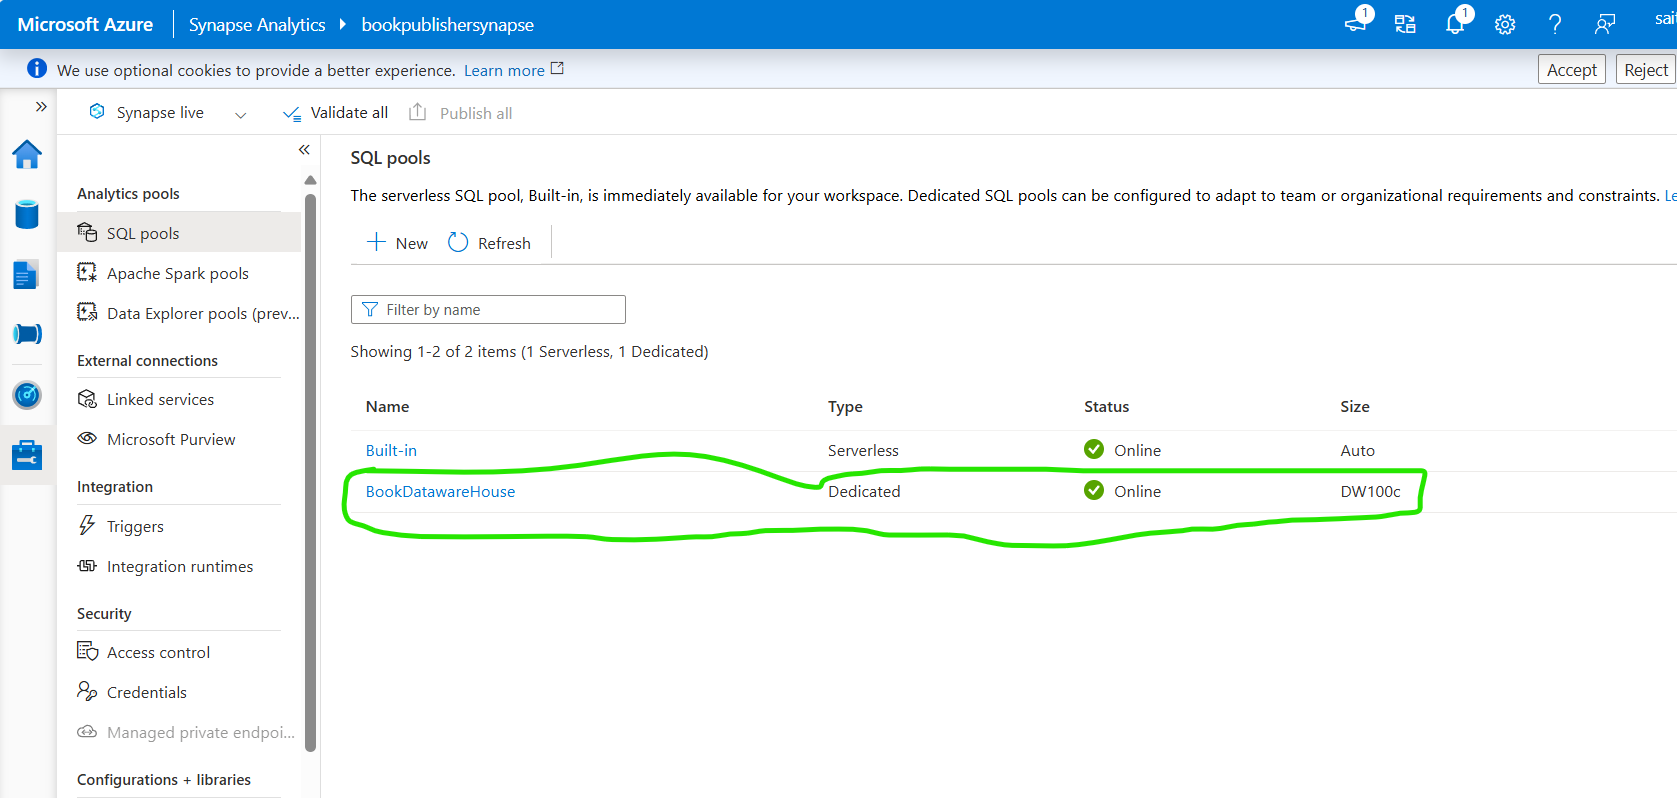 Microsoft Azure
Synapse Analytics
bookpublishersynapse
1
1
sait
We use optional cookies to provide a better experience. Learn more
Accept
Reject
Synapse live
Validate all
Publish all
Analytics pools
SQL pools
Apache Spark pools
Data Explorer pools (prev...
External connections
Linked services
Microsoft Purview
Integration
Triggers
Integration runtimes
Security
Access control
Credentials
Managed private endpoi...
Configurations + libraries
SQL pools
The serverless SQL pool, Built-in, is immediately available for your workspace. Dedicated SQL pools can be configured to adapt to team or organizational requirements and constraints. Le
New
Refresh
Filter by name
Showing 1-2 of 2 items (1 Serverless, 1 Dedicated)
Name Type Status Size
Built-in Serverless Online Auto
BookDatawareHouse Dedicated Online DW100c